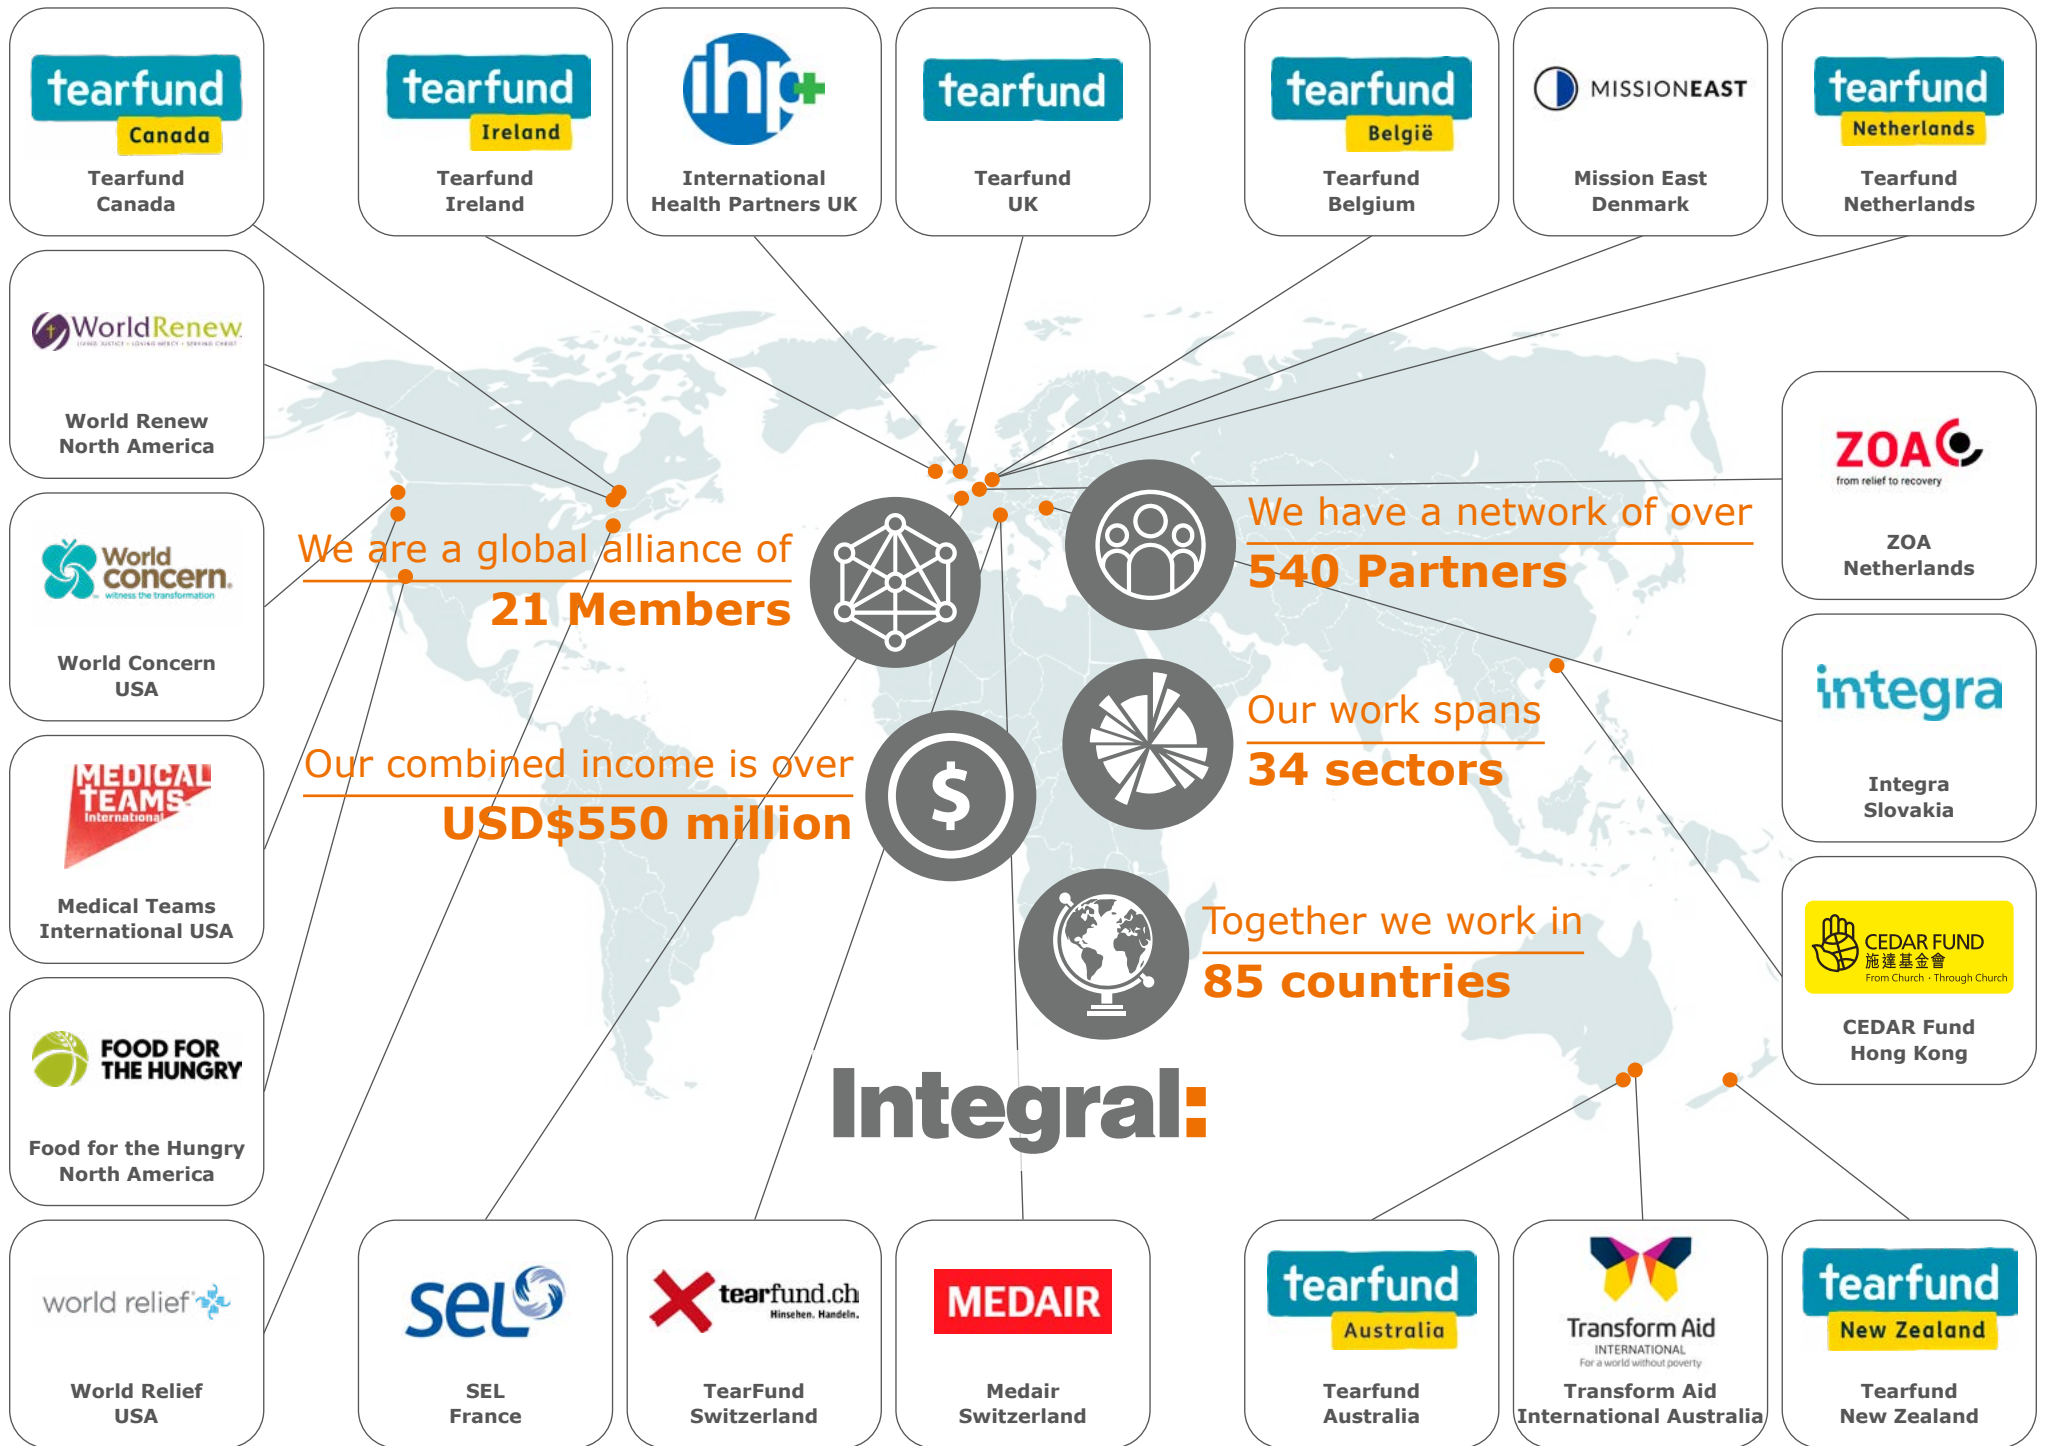 tearfund
Canada
Tearfund
Canada
tearfund
Ireland
Tearfund
Ireland
ihp+
International
Health Partners UK
tearfund
Tearfund
UK
tearfund
België
Tearfund
Belgium
MISSIONEAST
Mission East
Denmark
tearfund
Netherlands
Tearfund
Netherlands
WorldRenew
LIVING JUSTICE • LOVING MERCY • SERVING CHRIST
World Renew
North America
World
concern.
witness the transformation
World Concern
USA
MEDICAL
TEAMS
International
Medical Teams
International USA
FOOD FOR
THE HUNGRY
Food for the Hungry
North America
world relief
World Relief
USA
We are a global alliance of
21 Members
We have a network of over
540 Partners
Our combined income is over
USD$550 million
$
Our work spans
34 sectors
Together we work in
85 countries
Integral:
ZOA
from relief to recovery
ZOA
Netherlands
integra
Integra
Slovakia
CEDAR FUND
施達基金會
From Church · Through Church
CEDAR Fund
Hong Kong
SEL
SEL
France
tearfund.ch
Hinsehen. Handeln.
TearFund
Switzerland
MEDAIR
Medair
Switzerland
tearfund
Australia
Tearfund
Australia
Transform Aid
INTERNATIONAL
For a world without poverty
Transform Aid
International Australia
tearfund
New Zealand
Tearfund
New Zealand